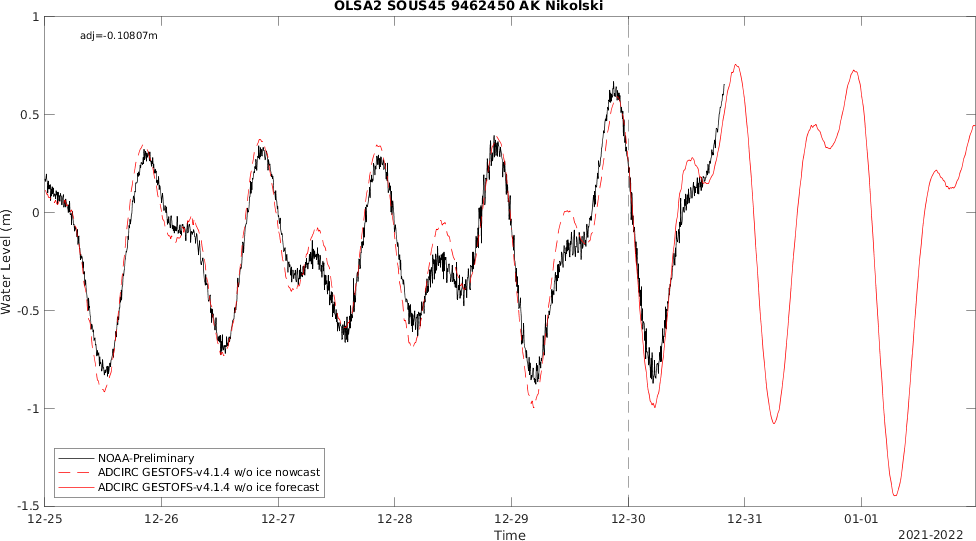 OLSA2 SOUS45 9462450 AK Nikolski
adj=-0.10807m
1
0.5
0
-0.5
-1
-1.5
Water Level (m)
NOAA-Preliminary
ADCIRC GESTOFS-v4.1.4 w/o ice nowcast
ADCIRC GESTOFS-v4.1.4 w/o ice forecast
12-25 12-26 12-27 12-28 12-29 12-30 12-31 01-01
Time
2021-2022